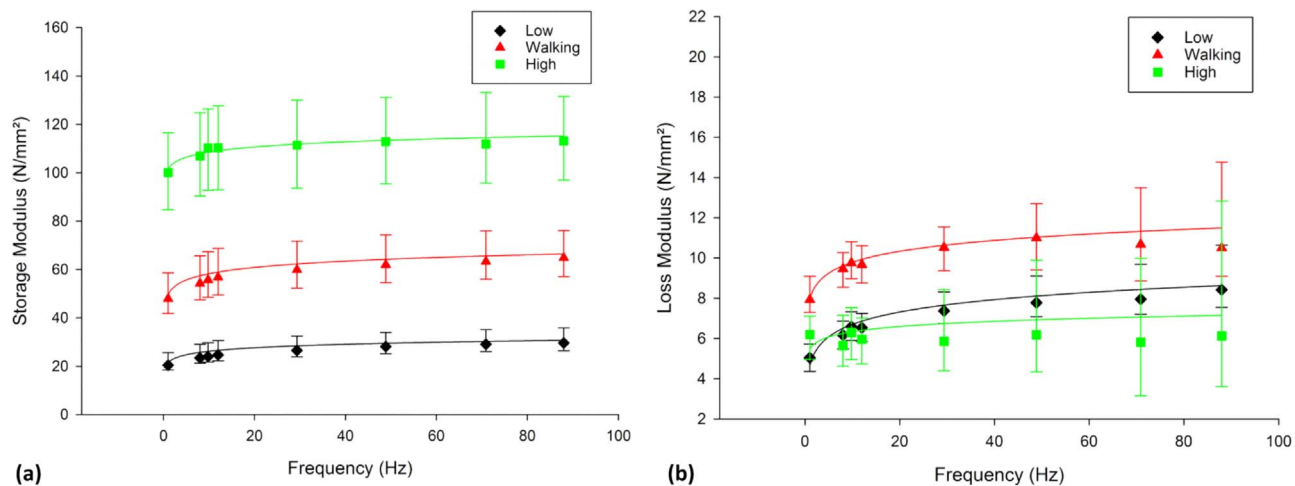 160
140
120
100
80
60
40
20
0
Storage Modulus (N/mm²)
Low
Walking
High
0 20 40 60 80 100
Frequency (Hz)
(a)
22
20
18
16
14
12
10
8
6
4
2
Loss Modulus (N/mm²)
Low
Walking
High
0 20 40 60 80 100
Frequency (Hz)
(b)